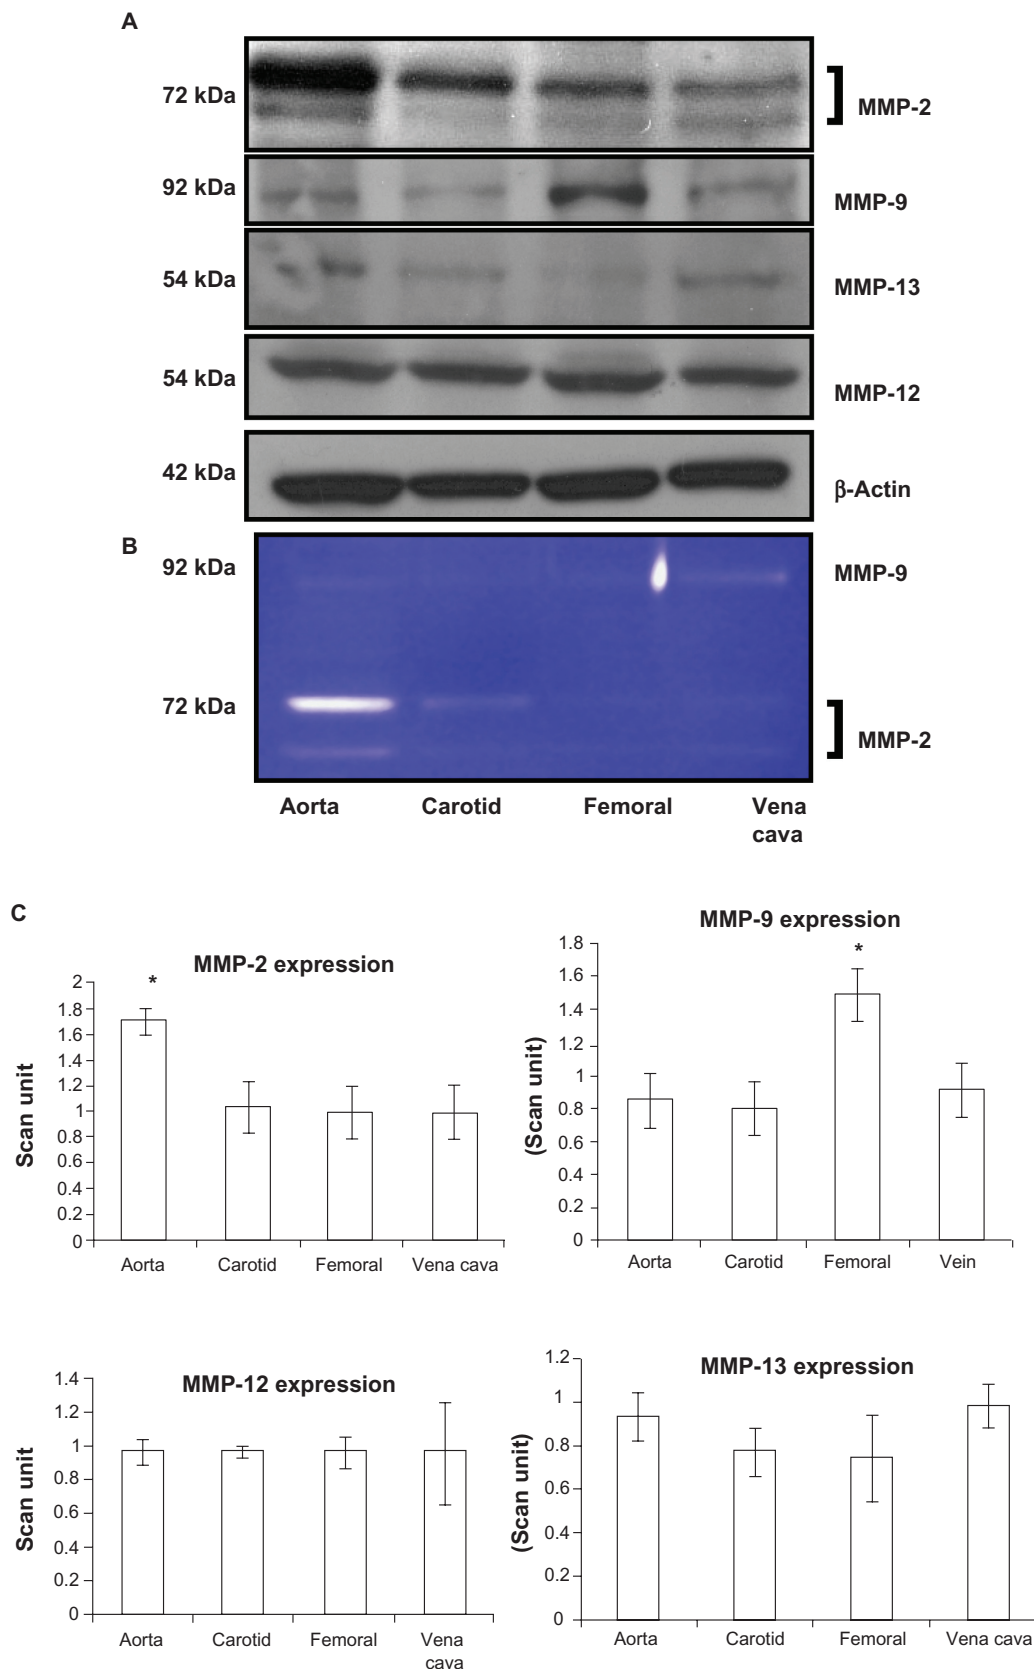 A
72 kDa
MMP-2
92 kDa
MMP-9
54 kDa
MMP-13
54 kDa
MMP-12
42 kDa
β-Actin
B
92 kDa
MMP-9
72 kDa
MMP-2
Aorta Carotid Femoral Vena
cava
C
MMP-2 expression
Scan unit
2
*
1.8
1.6
1.4
1.2
1
0.8
0.6
0.4
0.2
0
Aorta Carotid Femoral Vena cava
MMP-9 expression
(Scan unit)
1.8
*
1.6
1.4
1.2
1
0.8
0.6
0.4
0.2
0
Aorta Carotid Femoral Vein
MMP-12 expression
Scan unit
1.4
1.2
1
0.8
0.6
0.4
0.2
0
Aorta Carotid Femoral Vena
cava
MMP-13 expression
(Scan unit)
1.2
1
0.8
0.6
0.4
0.2
0
Aorta Carotid Femoral Vena cava